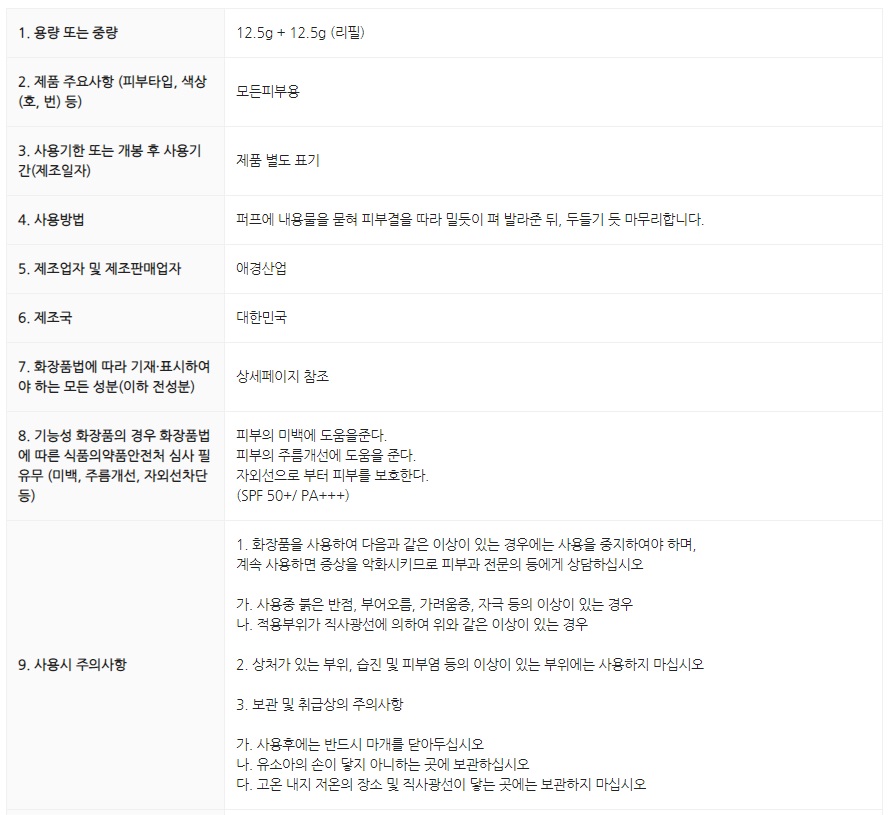 1. 용량 또는 중량
12.5g + 12.5g (리필)
2. 제품 주요사항 (피부타입, 색상
(호, 번) 등)
모든피부용
3. 사용기한 또는 개봉 후 사용기
간(제조일자)
제품 별도 표기
4. 사용방법
퍼프에 내용물을 묻혀 피부결을 따라 밀듯이 펴 발라준 뒤, 두들기 듯 마무리합니다.
5. 제조업자 및 제조판매업자
애경산업
6. 제조국
대한민국
7. 화장품법에 따라 기재·표시하여
야 하는 모든 성분(이하 전성분)
상세페이지 참조
8. 기능성 화장품의 경우 화장품법
에 따른 식품의약품안전처 심사 필
유무 (미백, 주름개선, 자외선차단
등)
피부의 미백에 도움을준다.
피부의 주름개선에 도움을 준다.
자외선으로 부터 피부를 보호한다.
(SPF 50+/ PA+++)
9. 사용시 주의사항
1. 화장품을 사용하여 다음과 같은 이상이 있는 경우에는 사용을 중지하여야 하며,
계속 사용하면 증상을 악화시키므로 피부과 전문의 등에게 상담하십시오
가. 사용중 붉은 반점, 부어오름, 가려움증, 자극 등의 이상이 있는 경우
나. 적용부위가 직사광선에 의하여 위와 같은 이상이 있는 경우
2. 상처가 있는 부위, 습진 및 피부염 등의 이상이 있는 부위에는 사용하지 마십시오
3. 보관 및 취급상의 주의사항
가. 사용후에는 반드시 마개를 닫아두십시오
나. 유소아의 손이 닿지 아니하는 곳에 보관하십시오
다. 고온 내지 저온의 장소 및 직사광선이 닿는 곳에는 보관하지 마십시오